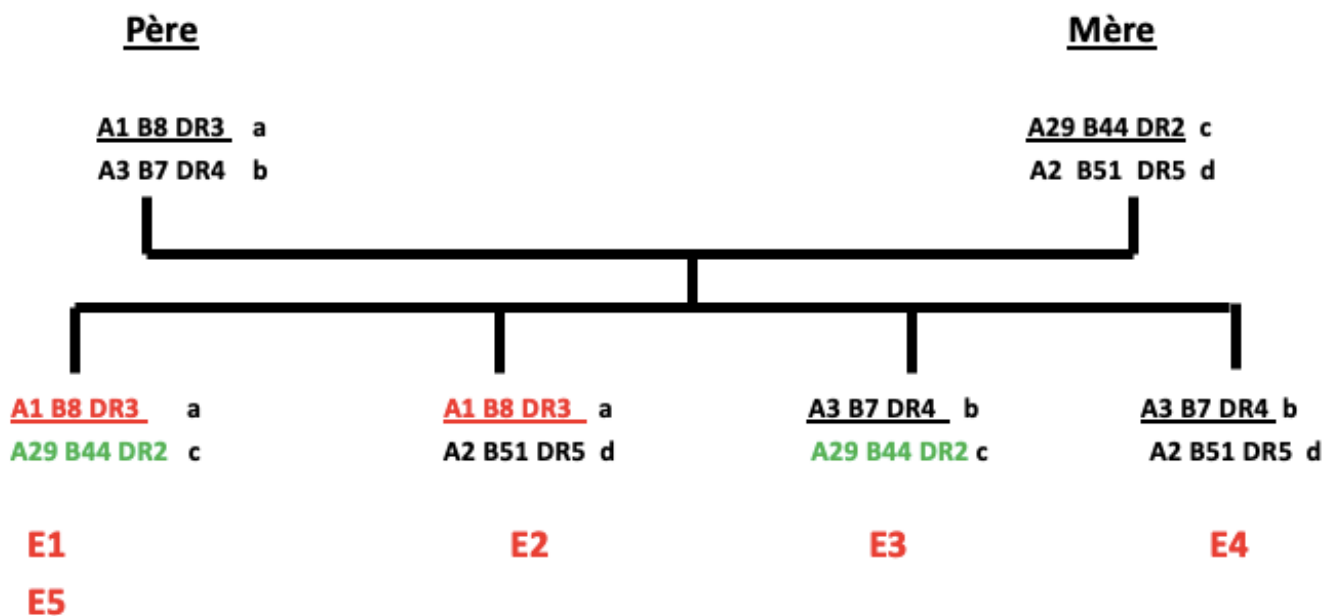 Père Mère
A1 B8 DR3 a A29 B44 DR2 c
A3 B7 DR4 b A2 B51 DR5 d
A1 B8 DR3 a A1 B8 DR3 a A3 B7 DR4 b A3 B7 DR4 b
A29 B44 DR2 c A2 B51 DR5 d A29 B44 DR2 c A2 B51 DR5 d
E1 E2 E3 E4
E5